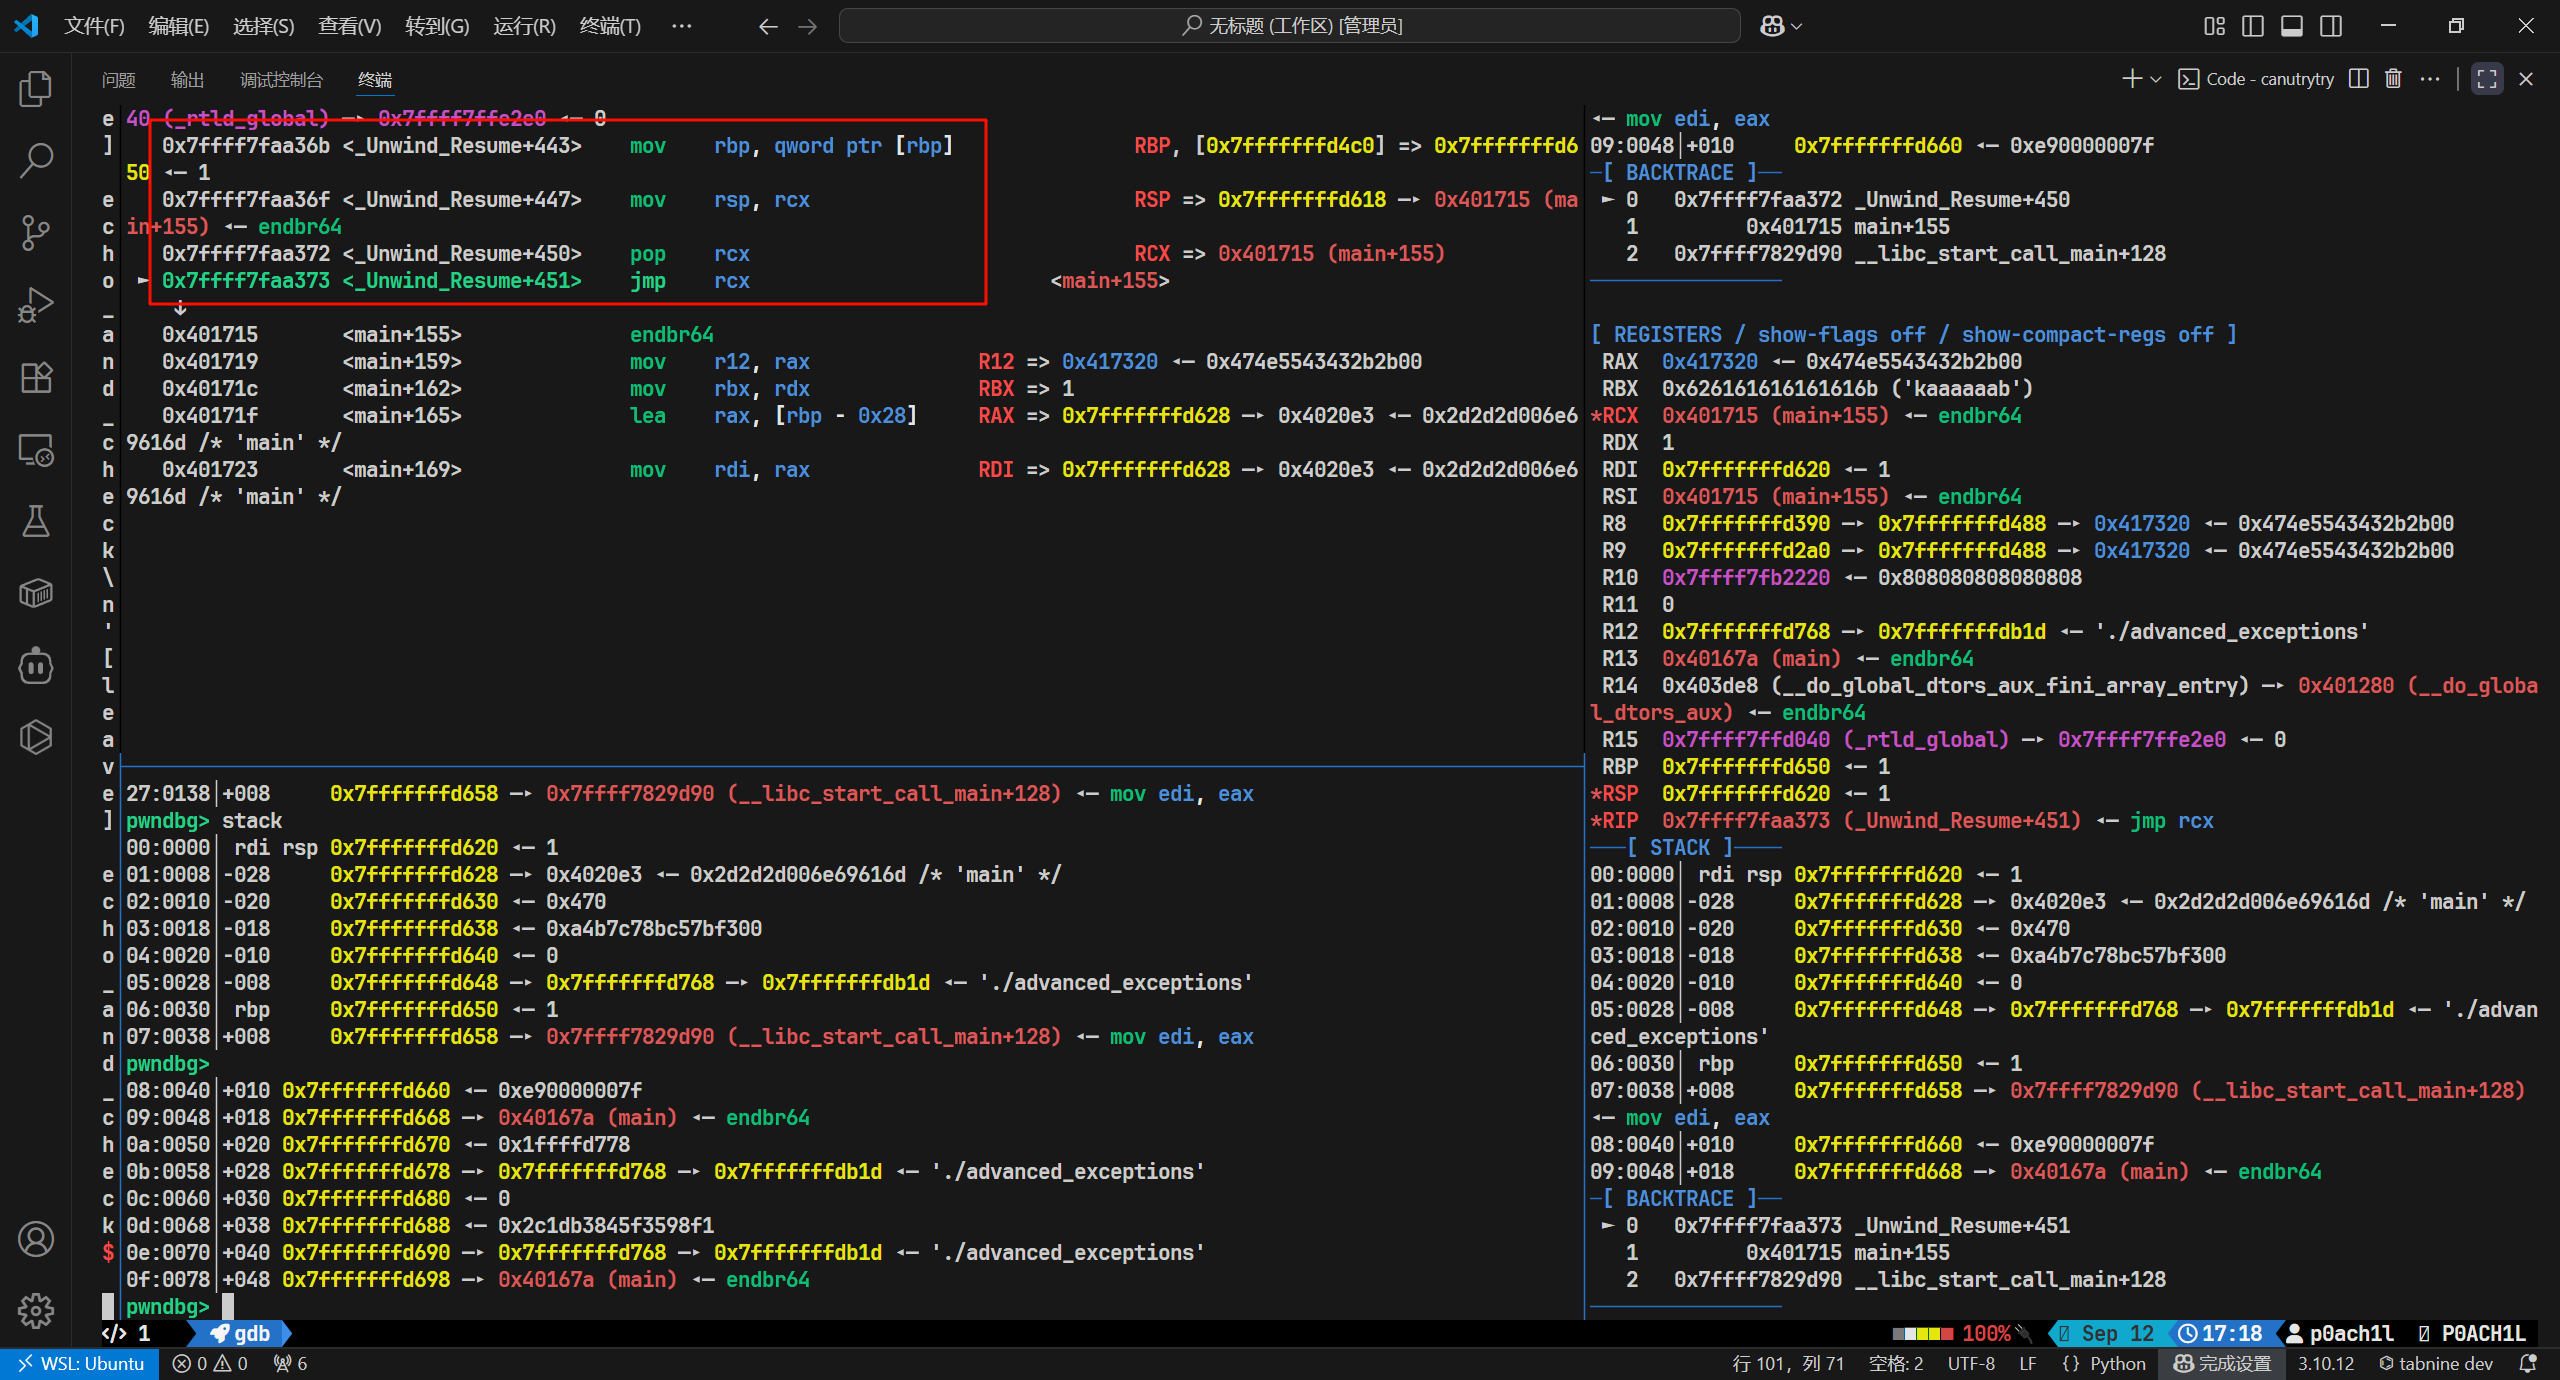 文件(F) 编辑(E) 选择(S) 查看(V) 转到(G) 运行(R) 终端(T) ··· 无标题 (工作区) [管理员]
问题 输出 调试控制台 终端 Code - canutrytry
e
]
e
c
h
o
_
a
n
d
_
c
h
e
c
k
\
n
'
[
l
e
a
v
e
]
e
c
h
o
_
a
n
d
_
c
h
e
c
k
$
40 (_rtld_global) —▸ 0x7ffff7ffe2e0 ◂— 0
0x7ffff7faa36b <_Unwind_Resume+443> mov rbp, qword ptr [rbp] RBP, [0x7fffffffd4c0] => 0x7fffffffd6
50 ◂— 1
0x7ffff7faa36f <_Unwind_Resume+447> mov rsp, rcx RSP => 0x7fffffffd618 —▸ 0x401715 (ma
in+155) ◂— endbr64
0x7ffff7faa372 <_Unwind_Resume+450> pop rcx RCX => 0x401715 (main+155)
► 0x7ffff7faa373 <_Unwind_Resume+451> jmp rcx <main+155>
↓
0x401715 <main+155> endbr64
0x401719 <main+159> mov r12, rax R12 => 0x417320 ◂— 0x474e5543432b2b00
0x40171c <main+162> mov rbx, rdx RBX => 1
0x40171f <main+165> lea rax, [rbp - 0x28] RAX => 0x7fffffffd628 —▸ 0x4020e3 ◂— 0x2d2d2d006e6
9616d /* 'main' */
0x401723 <main+169> mov rdi, rax RDI => 0x7fffffffd628 —▸ 0x4020e3 ◂— 0x2d2d2d006e6
9616d /* 'main' */
27:0138│+008 0x7fffffffd658 —▸ 0x7ffff7829d90 (__libc_start_call_main+128) ◂— mov edi, eax
pwndbg> stack
00:0000│ rdi rsp 0x7fffffffd620 ◂— 1
01:0008│-028 0x7fffffffd628 —▸ 0x4020e3 ◂— 0x2d2d2d006e69616d /* 'main' */
02:0010│-020 0x7fffffffd630 ◂— 0x470
03:0018│-018 0x7fffffffd638 ◂— 0xa4b7c78bc57bf300
04:0020│-010 0x7fffffffd640 ◂— 0
05:0028│-008 0x7fffffffd648 —▸ 0x7fffffffd768 —▸ 0x7fffffffdb1d ◂— './advanced_exceptions'
06:0030│ rbp 0x7fffffffd650 ◂— 1
07:0038│+008 0x7fffffffd658 —▸ 0x7ffff7829d90 (__libc_start_call_main+128) ◂— mov edi, eax
pwndbg>
08:0040│+010 0x7fffffffd660 ◂— 0xe90000007f
09:0048│+018 0x7fffffffd668 —▸ 0x40167a (main) ◂— endbr64
0a:0050│+020 0x7fffffffd670 ◂— 0x1ffffd778
0b:0058│+028 0x7fffffffd678 —▸ 0x7fffffffd768 —▸ 0x7fffffffdb1d ◂— './advanced_exceptions'
0c:0060│+030 0x7fffffffd680 ◂— 0
0d:0068│+038 0x7fffffffd688 ◂— 0x2c1db3845f3598f1
0e:0070│+040 0x7fffffffd690 —▸ 0x7fffffffd768 —▸ 0x7fffffffdb1d ◂— './advanced_exceptions'
0f:0078│+048 0x7fffffffd698 —▸ 0x40167a (main) ◂— endbr64
pwndbg>
◂— mov edi, eax
09:0048│+010 0x7fffffffd660 ◂— 0xe90000007f
─[ BACKTRACE ]──
► 0 0x7ffff7faa372 _Unwind_Resume+450
1 0x401715 main+155
2 0x7ffff7829d90 __libc_start_call_main+128
[ REGISTERS / show-flags off / show-compact-regs off ]
RAX 0x417320 ◂— 0x474e5543432b2b00
RBX 0x626161616161616b ('kaaaaaab')
*RCX 0x401715 (main+155) ◂— endbr64
RDX 1
RDI 0x7fffffffd620 ◂— 1
RSI 0x401715 (main+155) ◂— endbr64
R8 0x7fffffffd390 —▸ 0x7fffffffd488 —▸ 0x417320 ◂— 0x474e5543432b2b00
R9 0x7fffffffd2a0 —▸ 0x7fffffffd488 —▸ 0x417320 ◂— 0x474e5543432b2b00
R10 0x7ffff7fb2220 ◂— 0x808080808080808
R11 0
R12 0x7fffffffd768 —▸ 0x7fffffffdb1d ◂— './advanced_exceptions'
R13 0x40167a (main) ◂— endbr64
R14 0x403de8 (__do_global_dtors_aux_fini_array_entry) —▸ 0x401280 (__do_globa
l_dtors_aux) ◂— endbr64
R15 0x7ffff7ffd040 (_rtld_global) —▸ 0x7ffff7ffe2e0 ◂— 0
RBP 0x7fffffffd650 ◂— 1
*RSP 0x7fffffffd620 ◂— 1
*RIP 0x7ffff7faa373 (_Unwind_Resume+451) ◂— jmp rcx
───[ STACK ]────
00:0000│ rdi rsp 0x7fffffffd620 ◂— 1
01:0008│-028 0x7fffffffd628 —▸ 0x4020e3 ◂— 0x2d2d2d006e69616d /* 'main' */
02:0010│-020 0x7fffffffd630 ◂— 0x470
03:0018│-018 0x7fffffffd638 ◂— 0xa4b7c78bc57bf300
04:0020│-010 0x7fffffffd640 ◂— 0
05:0028│-008 0x7fffffffd648 —▸ 0x7fffffffd768 —▸ 0x7fffffffdb1d ◂— './advan
ced_exceptions'
06:0030│ rbp 0x7fffffffd650 ◂— 1
07:0038│+008 0x7fffffffd658 —▸ 0x7ffff7829d90 (__libc_start_call_main+128)
◂— mov edi, eax
08:0040│+010 0x7fffffffd660 ◂— 0xe90000007f
09:0048│+018 0x7fffffffd668 —▸ 0x40167a (main) ◂— endbr64
─[ BACKTRACE ]──
► 0 0x7ffff7faa373 _Unwind_Resume+451
1 0x401715 main+155
2 0x7ffff7829d90 __libc_start_call_main+128
</> 1 gdb 100% Sep 12 17:18 p0ach1l P0ACH1L
WSL: Ubuntu 0 0 6 行 101，列 71 空格: 2 UTF-8 LF {} Python 完成设置 3.10.12 tabnine dev